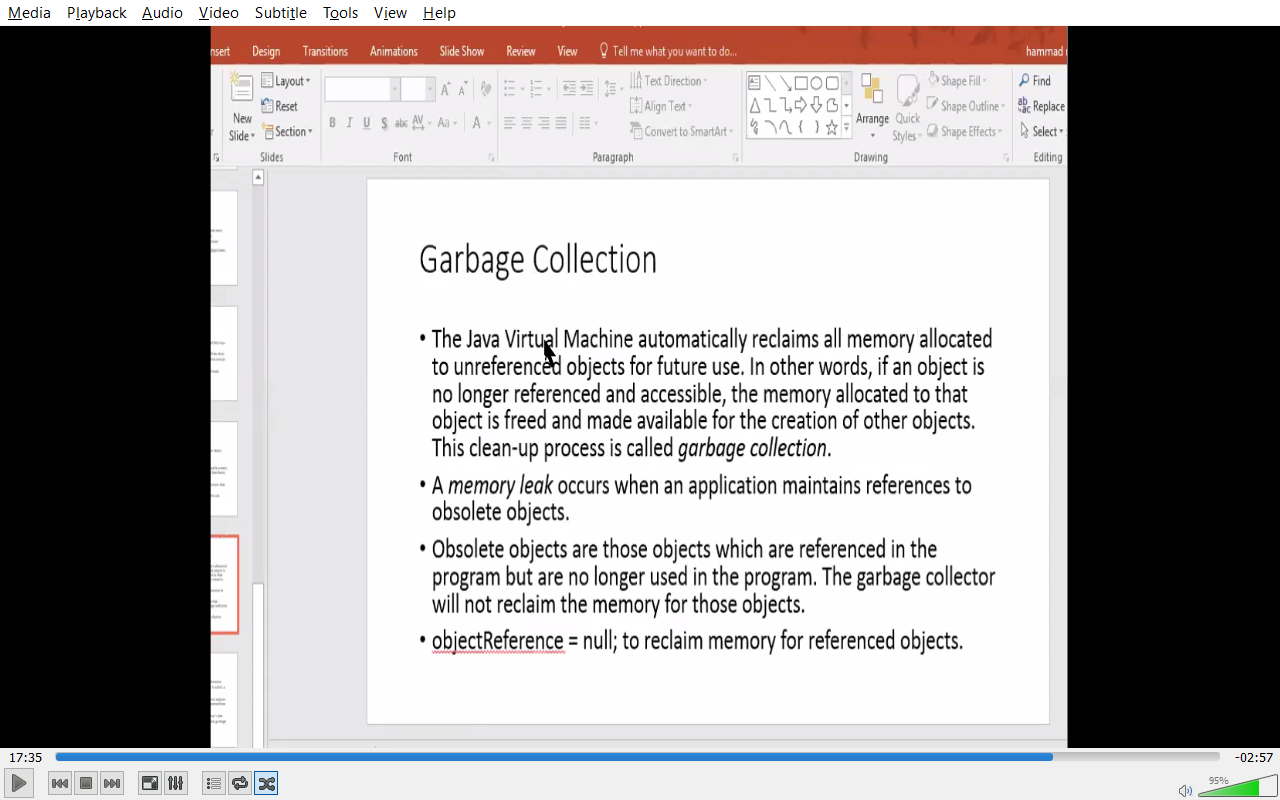 Media Playback Audio Video Subtitle Tools View Help
nsert Design Transitions Animations Slide Show Review View Tell me what you want to do... hammad
Layout
Reset
Section
New
Slide
Slides
B I U S abc AV Aa A
Font
Text Direction
Align Text
Convert to SmartArt
Paragraph
Arrange
Quick
Styles
Shape Fill
Shape Outline
Shape Effects
Drawing
Find
Replace
Select
Editing
Garbage Collection
• The Java Virtual Machine automatically reclaims all memory allocated
to unreferenced objects for future use. In other words, if an object is
no longer referenced and accessible, the memory allocated to that
object is freed and made available for the creation of other objects.
This clean-up process is called garbage collection.
• A memory leak occurs when an application maintains references to
obsolete objects.
• Obsolete objects are those objects which are referenced in the
program but are no longer used in the program. The garbage collector
will not reclaim the memory for those objects.
• objectReference = null; to reclaim memory for referenced objects.
17:35 -02:57
95%